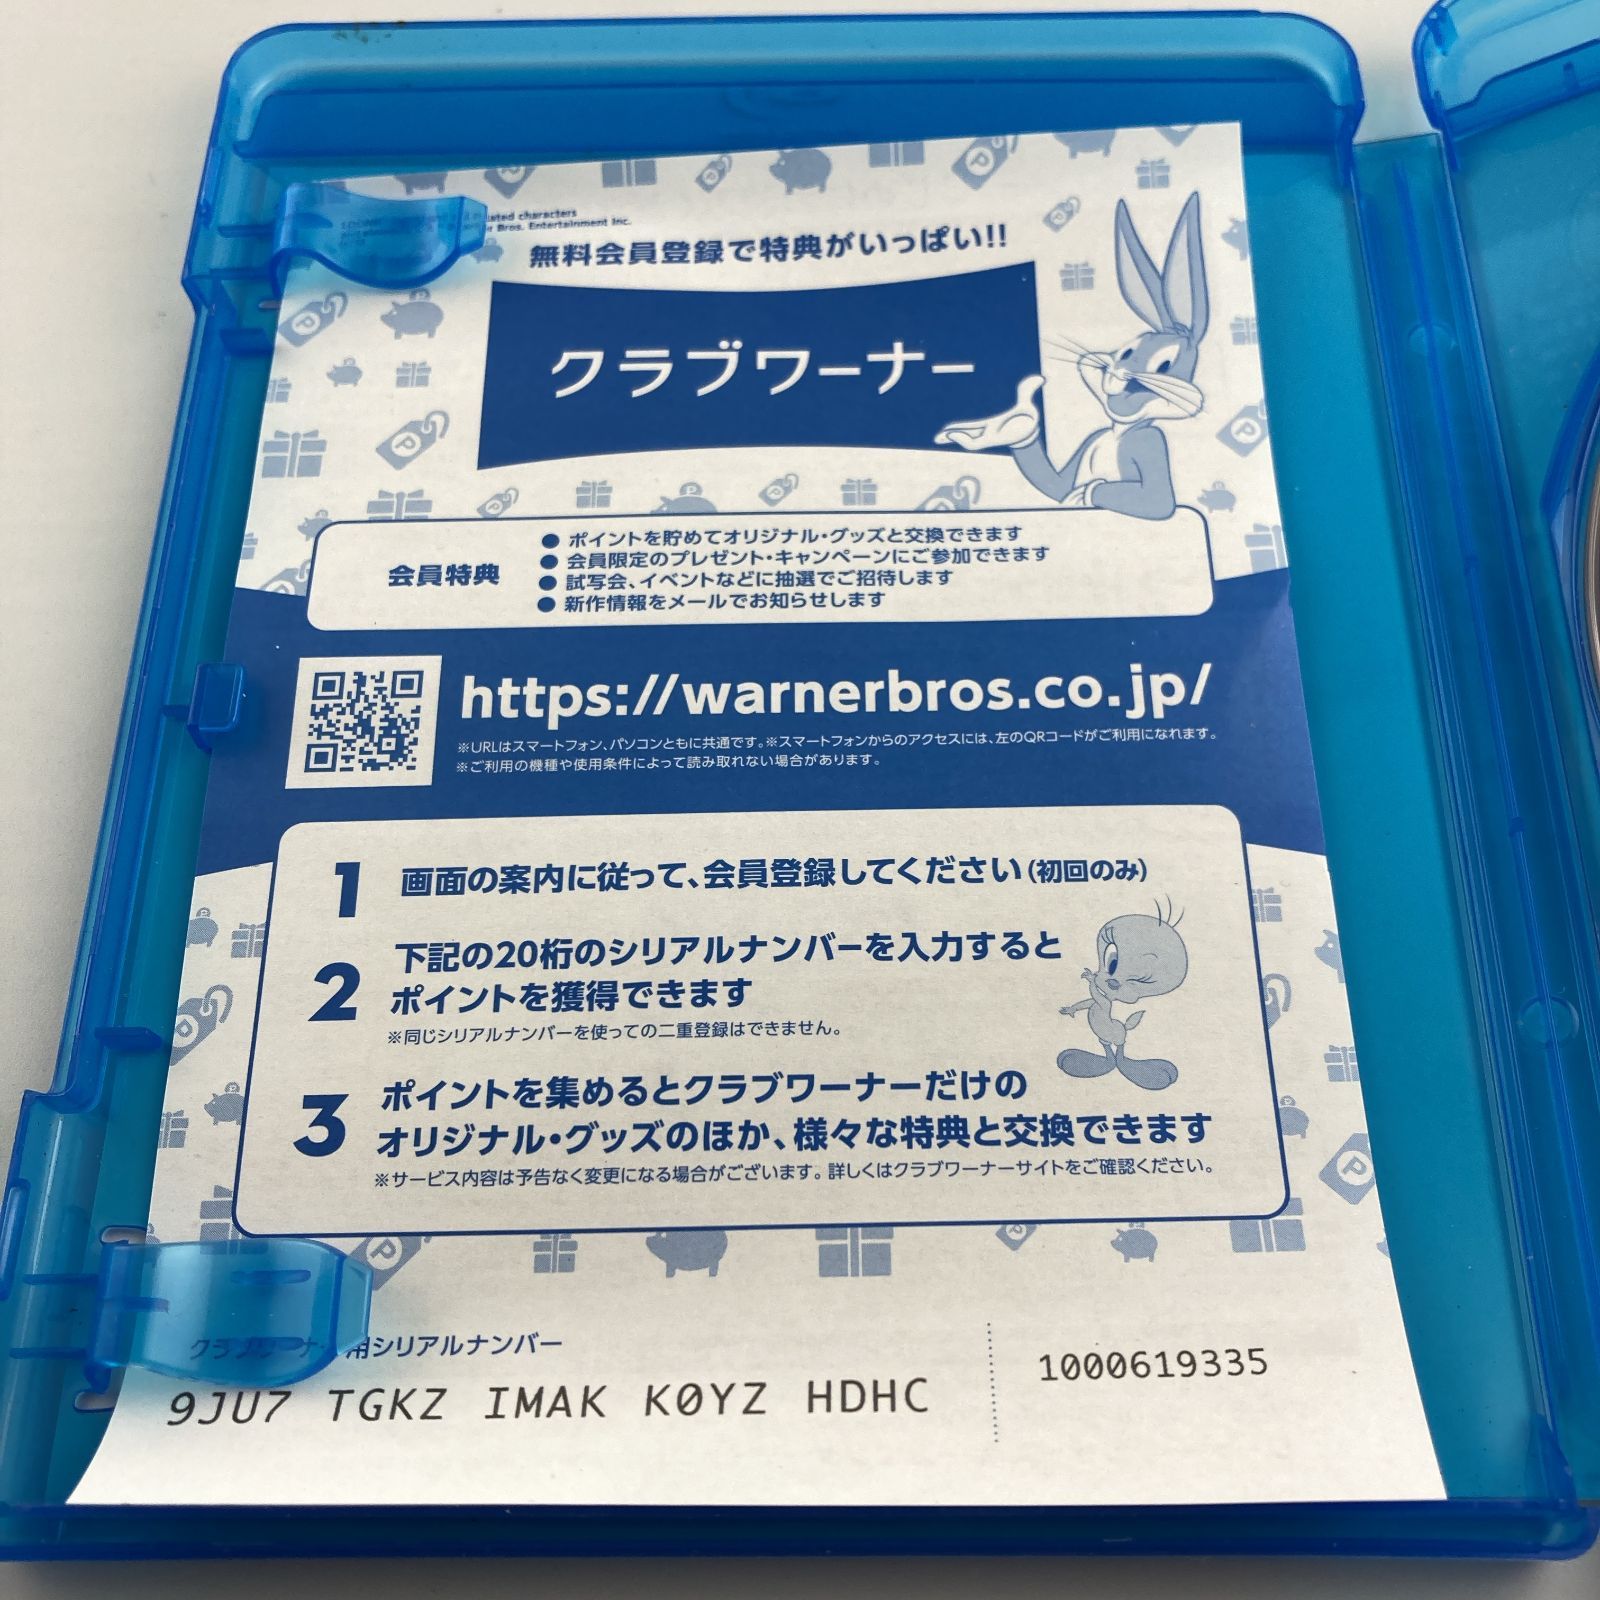 related characters
Bros. Entertainment Inc.
無料会員登録で特典がいっぱい!!
クラブワーナー
会員特典
● ポイントを貯めてオリジナル・グッズと交換できます
● 会員限定のプレゼント・キャンペーンにご参加できます
● 試写会、イベントなどに抽選でご招待します
● 新作情報をメールでお知らせします
https://warnerbros.co.jp/
※URLはスマートフォン、パソコンともに共通です。※スマートフォンからのアクセスには、左のQRコードがご利用になれます。
※ご利用の機種や使用条件によって読み取れない場合があります。
1 画面の案内に従って、会員登録してください(初回のみ)
2 下記の20桁のシリアルナンバーを入力すると
ポイントを獲得できます
※同じシリアルナンバーを使っての二重登録はできません。
3 ポイントを集めるとクラブワーナーだけの
オリジナル・グッズのほか、様々な特典と交換できます
※サービス内容は予告なく変更になる場合がございます。詳しくはクラブワーナーサイトをご確認ください。
クラブワーナー用シリアルナンバー
9JU7 TGKZ IMAK K0YZ HDHC
1000619335